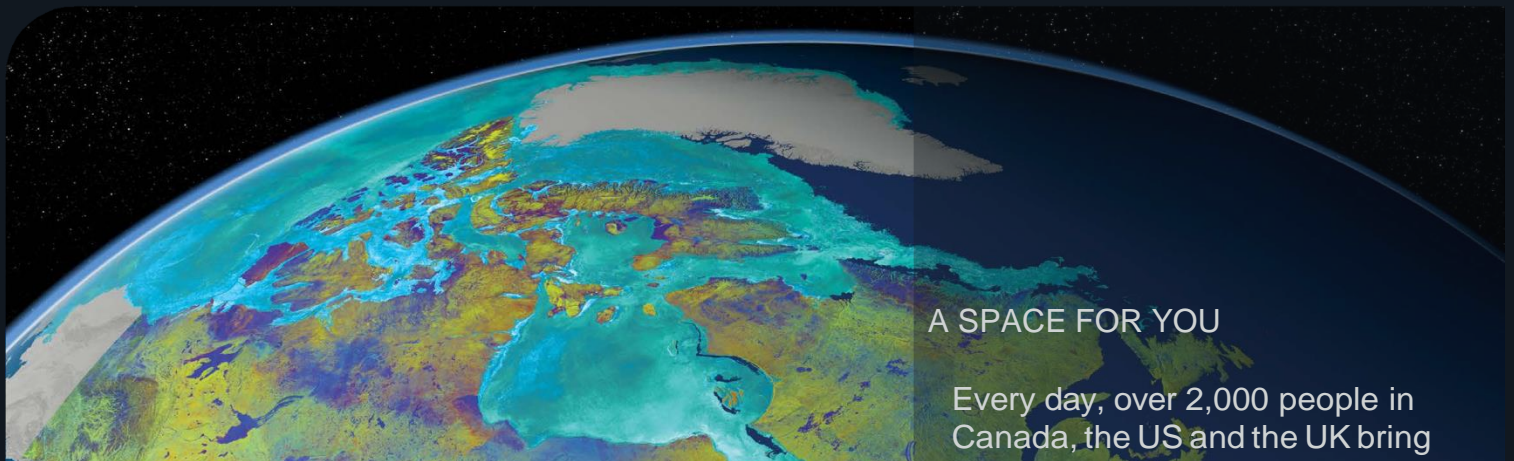 A SPACE FOR YOU
Every day, over 2,000 people in
Canada, the US and the UK bring